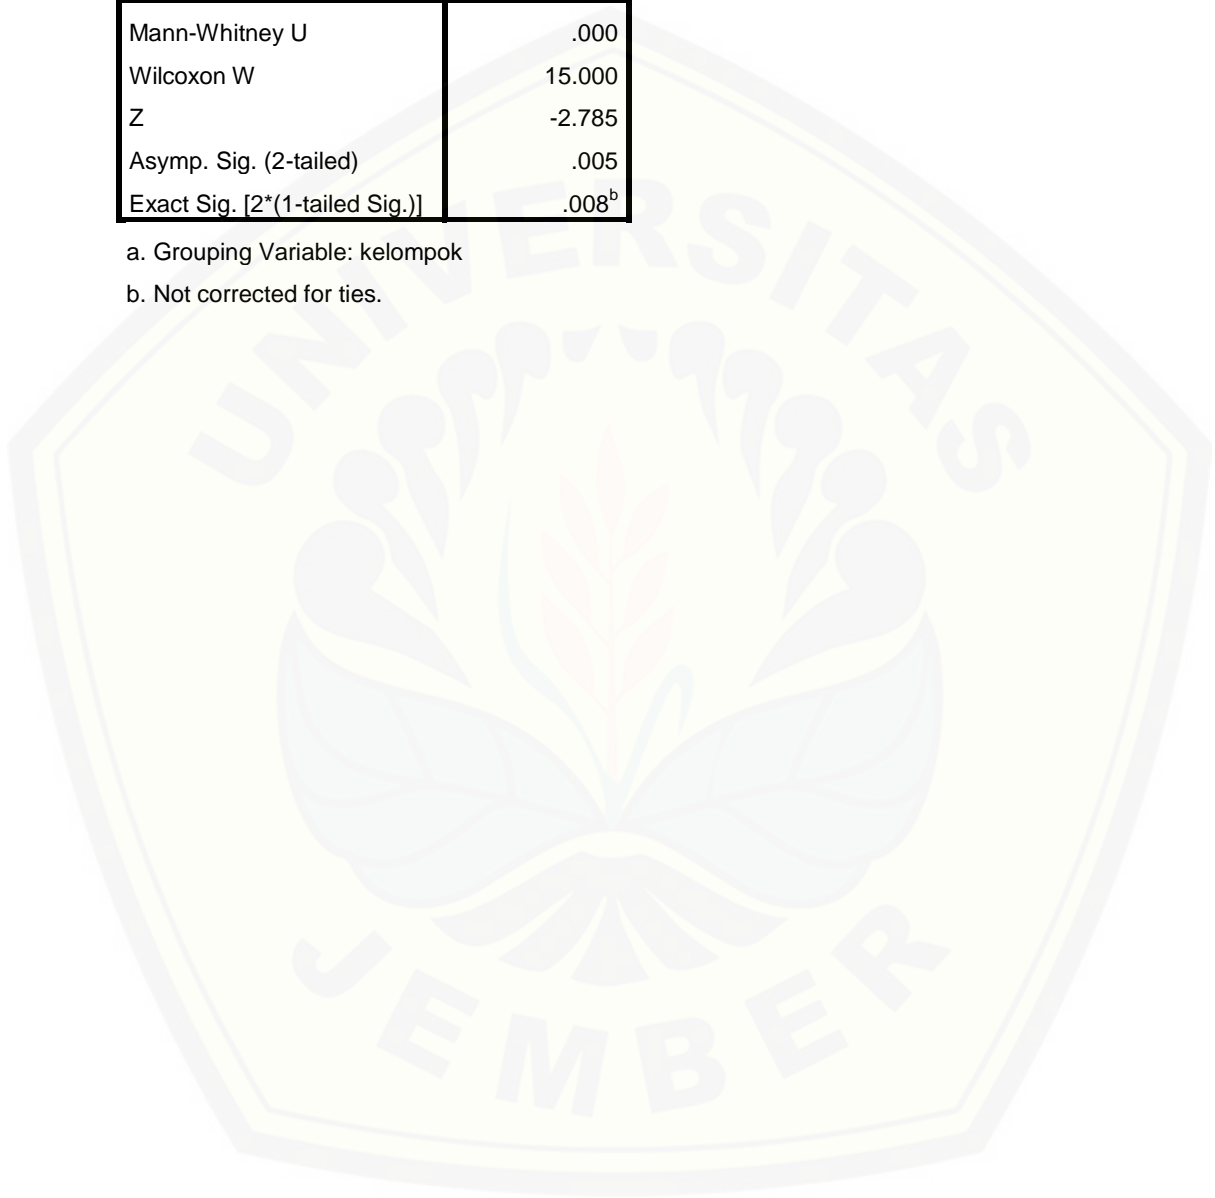 Mann-Whitney U .000
Wilcoxon W 15.000
Z -2.785
Asymp. Sig. (2-tailed) .005
Exact Sig. [2*(1-tailed Sig.)] .008b
a. Grouping Variable: kelompok
b. Not corrected for ties.
UNIVERSITAS
JEMBER